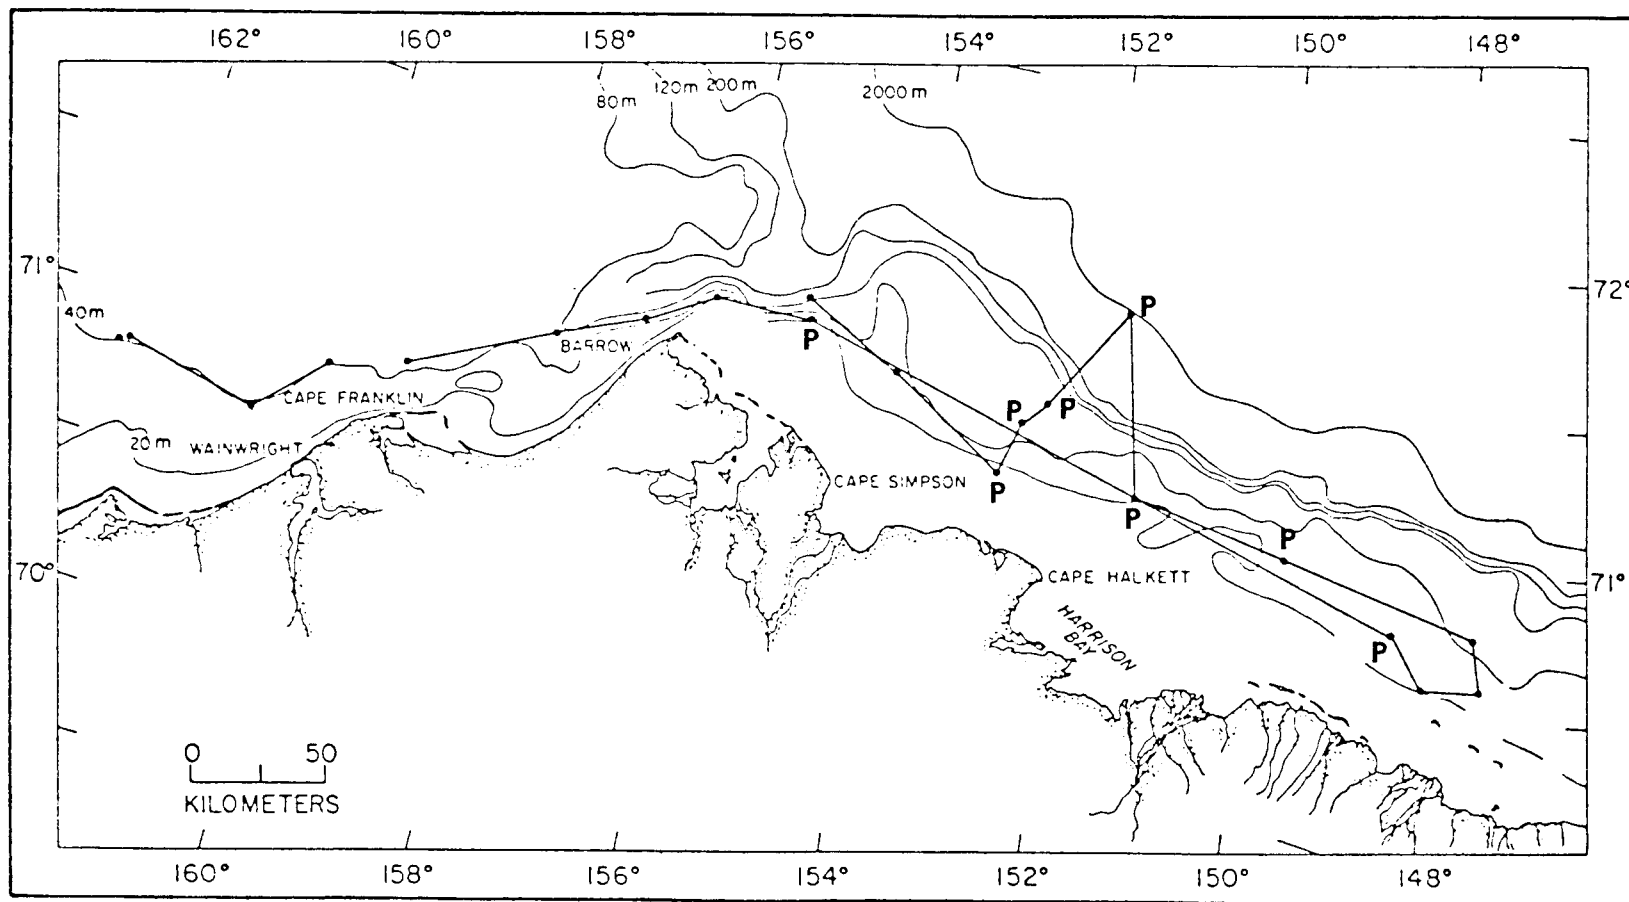 162° 160° 158° 156° 154° 152° 150° 148°
80m 120m 200m 2000m
71°
72°
40m
P
BARROW
P
CAPE FRANKLIN
P P
20m WAINWRIGHT
CAPE SIMPSON
P
P
P
70°
CAPE HALKETT
71°
HARRISON
BAY
P
0 50
KILOMETERS
160° 158° 156° 154° 152° 150° 148°